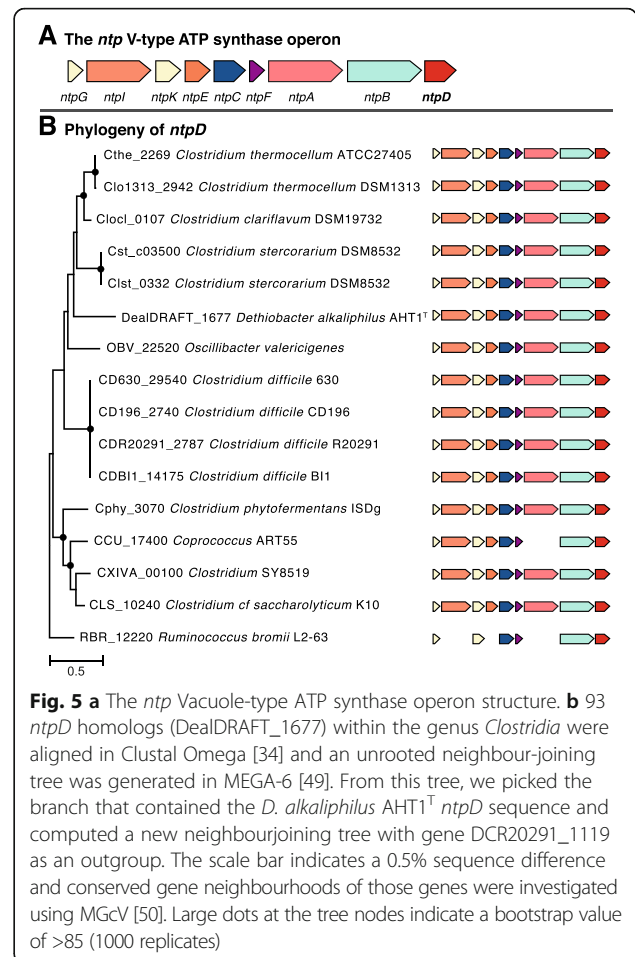 A The ntp V-type ATP synthase operon
ntpG ntpI ntpK ntpE ntpC ntpF ntpA ntpB ntpD
B Phylogeny of ntpD
Cthe_2269 Clostridium thermocellum ATCC27405
Clo1313_2942 Clostridium thermocellum DSM1313
Clocl_0107 Clostridium clariflavum DSM19732
Cst_c03500 Clostridium stercorarium DSM8532
Clst_0332 Clostridium stercorarium DSM8532
DealDRAFT_1677 Dethiobacter alkaliphilus AHT1ᵀ
OBV_22520 Oscillibacter valericigenes
CD630_29540 Clostridium difficile 630
CD196_2740 Clostridium difficile CD196
CDR20291_2787 Clostridium difficile R20291
CDBI1_14175 Clostridium difficile BI1
Cphy_3070 Clostridium phytofermentans ISDg
CCU_17400 Coprococcus ART55
CXIVA_00100 Clostridium SY8519
CLS_10240 Clostridium cf saccharolyticum K10
RBR_12220 Ruminococcus bromii L2-63
0.5
Fig. 5 a The ntp Vacuole-type ATP synthase operon structure. b 93
ntpD homologs (DealDRAFT_1677) within the genus Clostridia were
aligned in Clustal Omega [34] and an unrooted neighbour-joining
tree was generated in MEGA-6 [49]. From this tree, we picked the
branch that contained the D. alkaliphilus AHT1ᵀ ntpD sequence and
computed a new neighbourjoining tree with gene DCR20291_1119
as an outgroup. The scale bar indicates a 0.5% sequence difference
and conserved gene neighbourhoods of those genes were investigated
using MGcV [50]. Large dots at the tree nodes indicate a bootstrap value
of >85 (1000 replicates)